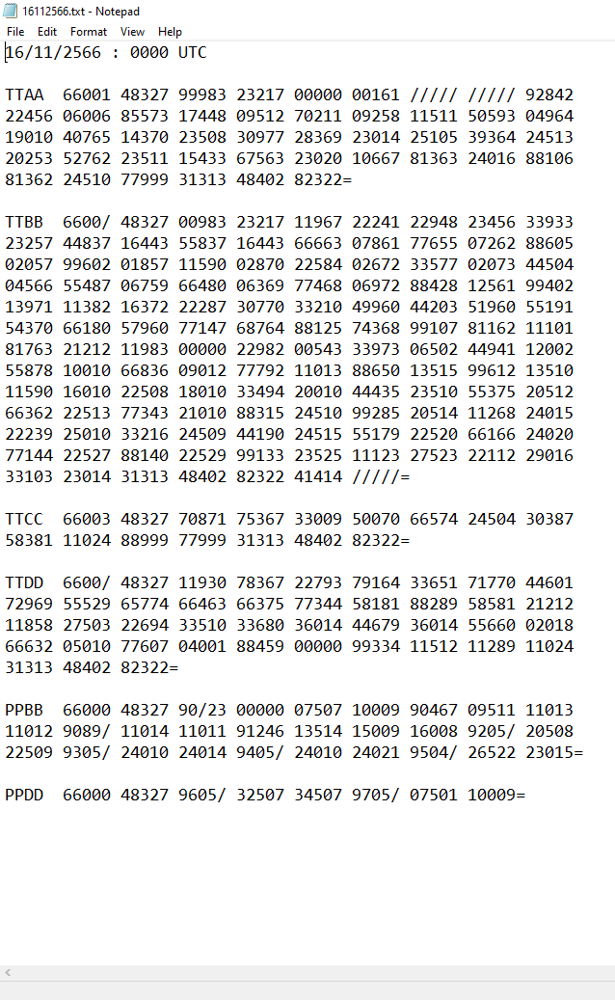 16112566.txt - Notepad
File Edit Format View Help
16/11/2566 : 0000 UTC
TTAA  66001 48327 99983 23217 00000 00161 ///// ///// 92842
22456 06006 85573 17448 09512 70211 09258 11511 50593 04964
19010 40765 14370 23508 30977 28369 23014 25105 39364 24513
20253 52762 23511 15433 67563 23020 10667 81363 24016 88106
81362 24510 77999 31313 48402 82322=
TTBB  6600/ 48327 00983 23217 11967 22241 22948 23456 33933
23257 44837 16443 55837 16443 66663 07861 77655 07262 88605
02057 99602 01857 11590 02870 22584 02672 33577 02073 44504
04566 55487 06759 66480 06369 77468 06972 88428 12561 99402
13971 11382 16372 22287 30770 33210 49960 44203 51960 55191
54370 66180 57960 77147 68764 88125 74368 99107 81162 11101
81763 21212 11983 00000 22982 00543 33973 06502 44941 12002
55878 10010 66836 09012 77792 11013 88650 13515 99612 13510
11590 16010 22508 18010 33494 20010 44435 23510 55375 20512
66362 22513 77343 21010 88315 24510 99285 20514 11268 24015
22239 25010 33216 24509 44190 24515 55179 22520 66166 24020
77144 22527 88140 22529 99133 23525 11123 27523 22112 29016
33103 23014 31313 48402 82322 41414 /////=
TTCC  66003 48327 70871 75367 33009 50070 66574 24504 30387
58381 11024 88999 77999 31313 48402 82322=
TTDD  6600/ 48327 11930 78367 22793 79164 33651 71770 44601
72969 55529 65774 66463 66375 77344 58181 88289 58581 21212
11858 27503 22694 33510 33680 36014 44679 36014 55660 02018
66632 05010 77607 04001 88459 00000 99334 11512 11289 11024
31313 48402 82322=
PPBB  66000 48327 90/23 00000 07507 10009 90467 09511 11013
11012 9089/ 11014 11011 91246 13514 15009 16008 9205/ 20508
22509 9305/ 24010 24014 9405/ 24010 24021 9504/ 26522 23015=
PPDD  66000 48327 9605/ 32507 34507 9705/ 07501 10009=